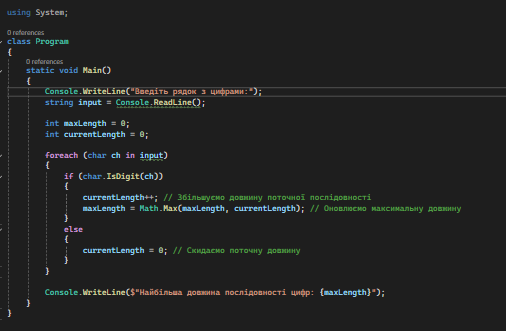 using System;
0 references
class Program
{
0 references
static void Main()
{
Console.WriteLine("Введіть рядок з цифрами:");
string input = Console.ReadLine();
int maxLength = 0;
int currentLength = 0;
foreach (char ch in input)
{
if (char.IsDigit(ch))
{
currentLength++; // Збільшуємо довжину поточної послідовності
maxLength = Math.Max(maxLength, currentLength); // Оновлюємо максимальну довжину
}
else
{
currentLength = 0; // Скидаємо поточну довжину
}
}
Console.WriteLine($"Найбільша довжина послідовності цифр: {maxLength}");
}
}